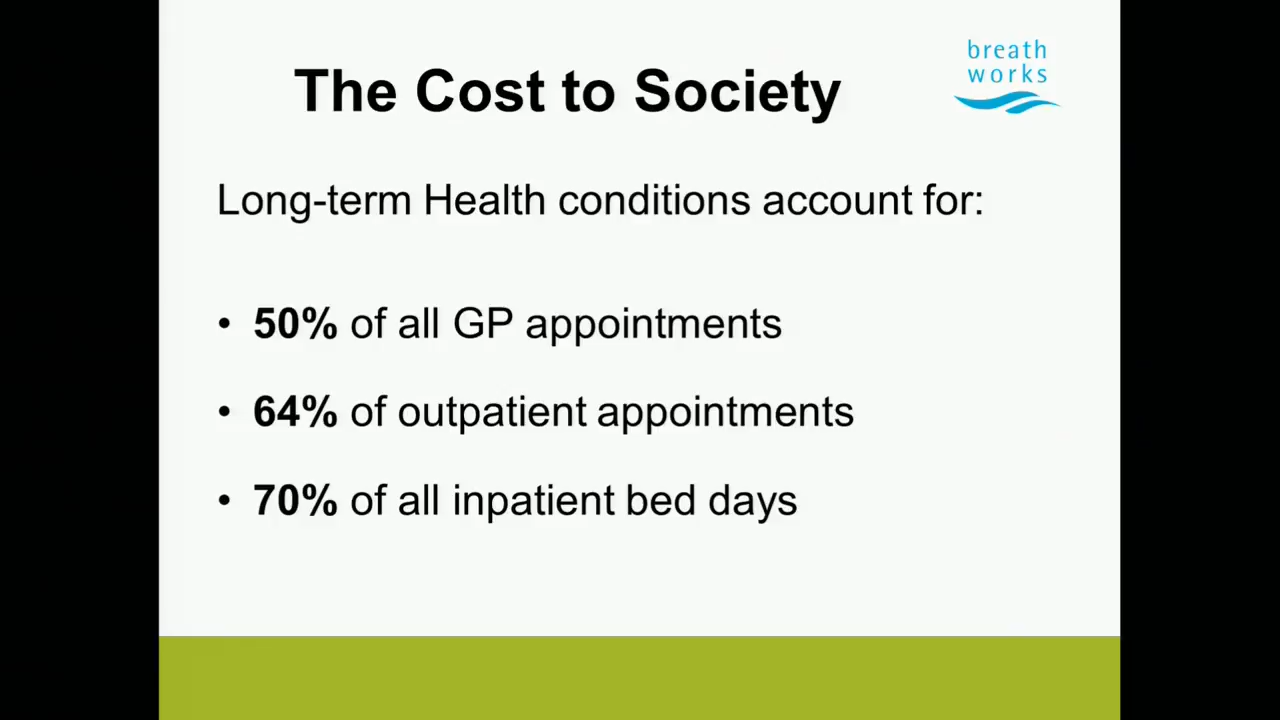 breath
works
The Cost to Society
Long-term Health conditions account for:
• 50% of all GP appointments
• 64% of outpatient appointments
• 70% of all inpatient bed days